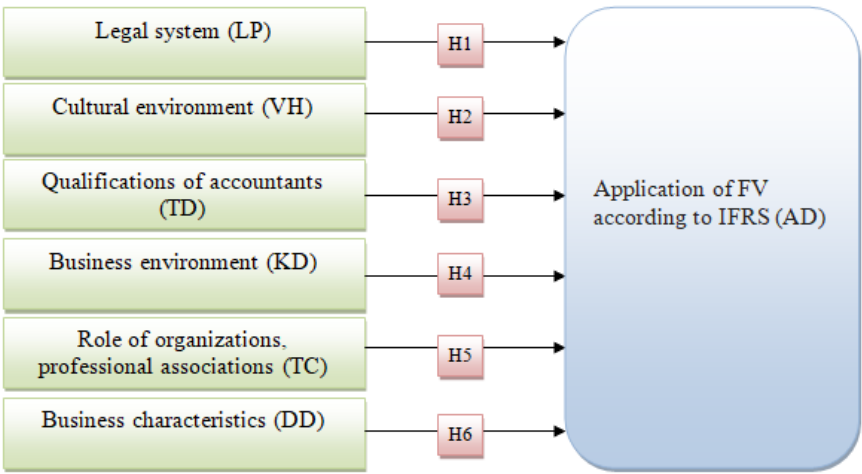 Legal system (LP)
H1
Cultural environment (VH)
H2
Qualifications of accountants
(TD)
H3
Business environment (KD)
H4
Role of organizations,
professional associations (TC)
H5
Business characteristics (DD)
H6
Application of FV
according to IFRS (AD)